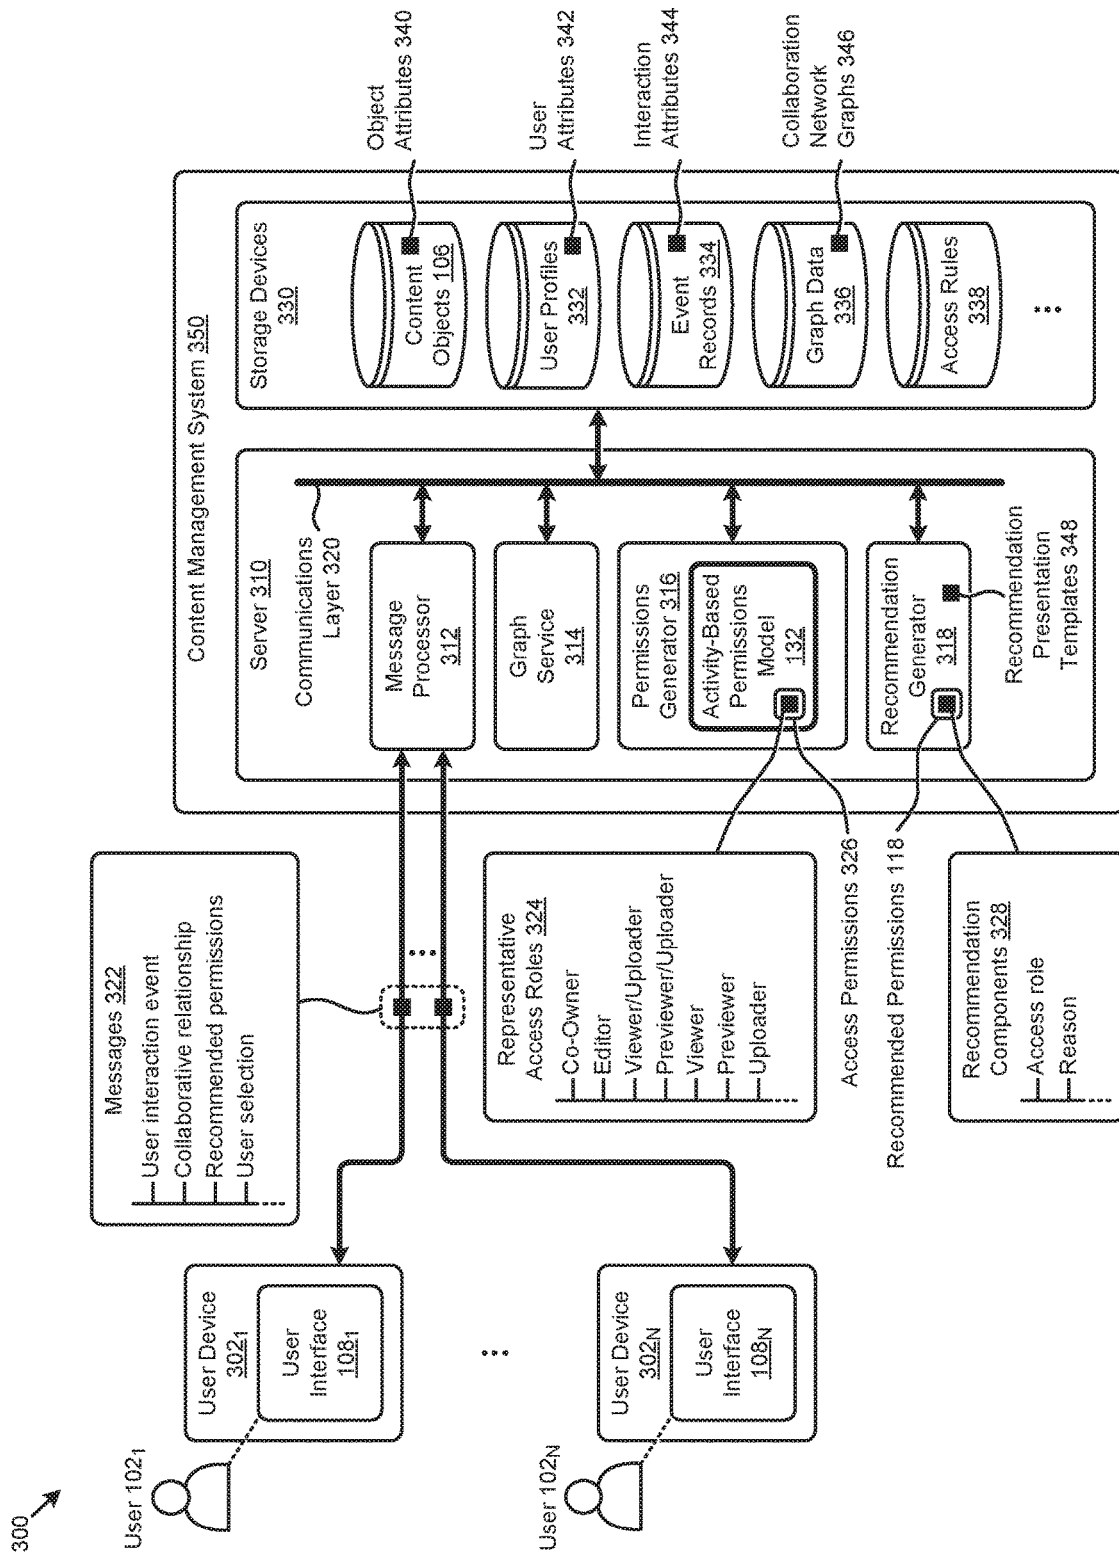 300
User 102₁
User Device
302₁
User
Interface
108₁
User 102N
User Device
302N
User
Interface
108N
Messages 322
User interaction event
Collaborative relationship
Recommended permissions
User selection
Representative
Access Roles 324
Co-Owner
Editor
Viewer/Uploader
Previewer/Uploader
Viewer
Previewer
Uploader
Access Permissions 326
Recommended Permissions 118
Recommendation
Components 328
Access role
Reason
Content Management System 350
Server 310
Communications
Layer 320
Message
Processor
312
Graph
Service
314
Permissions
Generator 316
Activity-Based
Permissions
Model
132
Recommendation
Generator
318
Recommendation
Presentation
Templates 348
Storage Devices
330
Content
Objects 106
User Profiles
332
Event
Records 334
Graph Data
336
Access Rules
338
Object
Attributes 340
User
Attributes 342
Interaction
Attributes 344
Collaboration
Network
Graphs 346